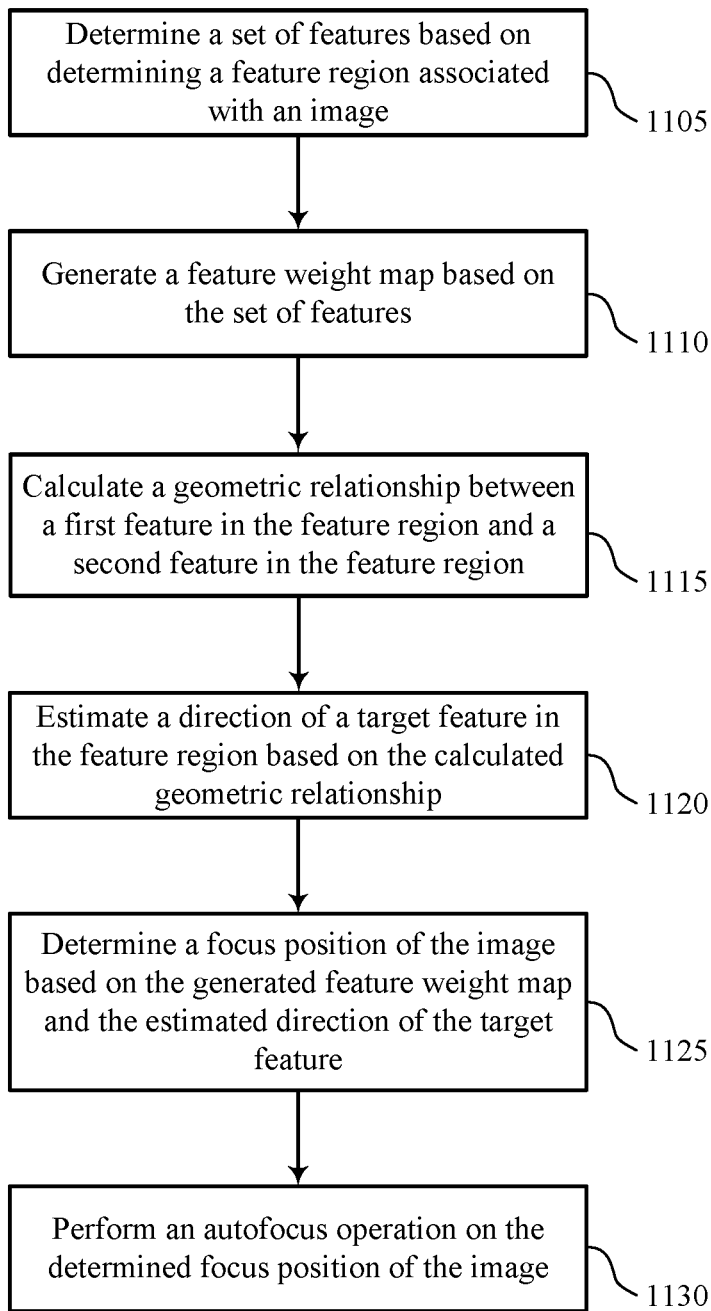 Determine a set of features based on
determining a feature region associated
with an image
1105
Generate a feature weight map based on
the set of features
1110
Calculate a geometric relationship between
a first feature in the feature region and a
second feature in the feature region
1115
Estimate a direction of a target feature in
the feature region based on the calculated
geometric relationship
1120
Determine a focus position of the image
based on the generated feature weight map
and the estimated direction of the target
feature
1125
Perform an autofocus operation on the
determined focus position of the image
1130